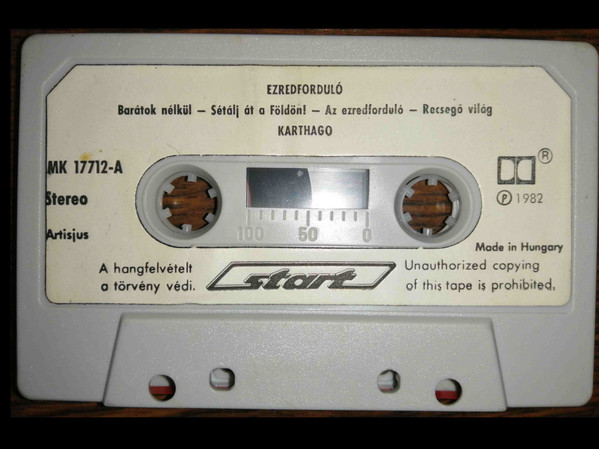 EZREDFORDULÓ
Barátok nélkül – Sétálj át a Földön! – Az ezredforduló – Recsegő világ
KARTHAGO
MK 17712-A
Stereo
Artisjus
®
Ⓟ 1982
100 50 0
Made in Hungary
A hangfelvételt
a törvény védi.
start
Unauthorized copying
of this tape is prohibited.